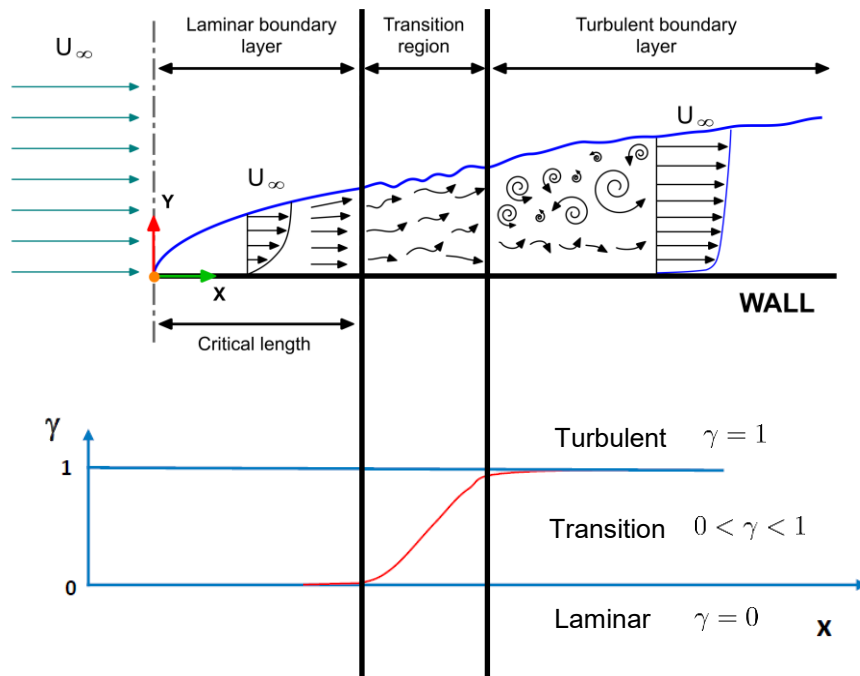 Laminar boundary
layer
Transition
region
Turbulent boundary
layer
U∞
U∞
U∞
Y
X
WALL
Critical length
γ
1
0
Turbulent γ = 1
Transition 0 < γ < 1
Laminar γ = 0
x